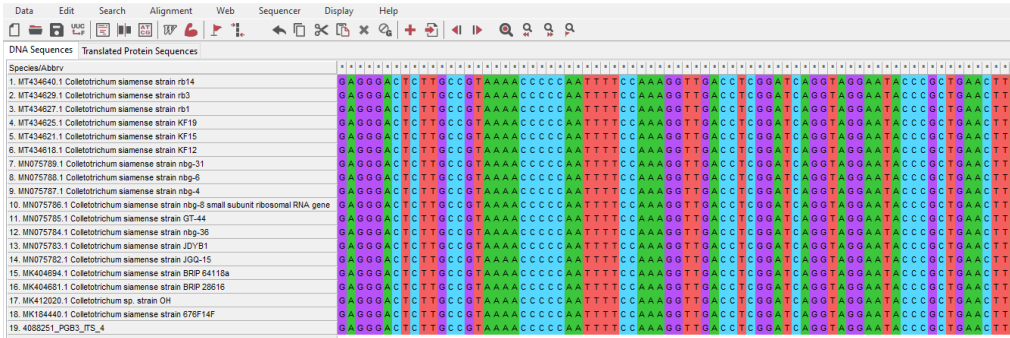 Data Edit Search Alignment Web Sequencer Display Help
DNA Sequences Translated Protein Sequences
Species/Abbrv * * * * * * * * * * * * * * * * * * * * * * * * * * * * * * * * * * * * * * * * * * * * * * * * * * * * * * * * * * * * * * * * * * * * * * * * * *
1. MT434640.1 Colletotrichum siamense strain rb14 G A G G G A C T C T T G C C G T A A A A C C C C C A A T T T T C C A A A G G T T G A C C T C G G A T C A G G T A G G A A T A C C C G C T G A A C T T
2. MT434629.1 Colletotrichum siamense strain rb3 G A G G G A C T C T T G C C G T A A A A C C C C C A A T T T T C C A A A G G T T G A C C T C G G A T C A G G T A G G A A T A C C C G C T G A A C T T
3. MT434627.1 Colletotrichum siamense strain rb1 G A G G G A C T C T T G C C G T A A A A C C C C C A A T T T T C C A A A G G T T G A C C T C G G A T C A G G T A G G A A T A C C C G C T G A A C T T
4. MT434625.1 Colletotrichum siamense strain KF19 G A G G G A C T C T T G C C G T A A A A C C C C C A A T T T T C C A A A G G T T G A C C T C G G A T C A G G T A G G A A T A C C C G C T G A A C T T
5. MT434621.1 Colletotrichum siamense strain KF15 G A G G G A C T C T T G C C G T A A A A C C C C C A A T T T T C C A A A G G T T G A C C T C G G A T C A G G T A G G A A T A C C C G C T G A A C T T
6. MT434618.1 Colletotrichum siamense strain KF12 G A G G G A C T C T T G C C G T A A A A C C C C C A A T T T T C C A A A G G T T G A C C T C G G A T C A G G T A G G A A T A C C C G C T G A A C T T
7. MN075789.1 Colletotrichum siamense strain nbg-31 G A G G G A C T C T T G C C G T A A A A C C C C C A A T T T T C C A A A G G T T G A C C T C G G A T C A G G T A G G A A T A C C C G C T G A A C T T
8. MN075788.1 Colletotrichum siamense strain nbg-6 G A G G G A C T C T T G C C G T A A A A C C C C C A A T T T T C C A A A G G T T G A C C T C G G A T C A G G T A G G A A T A C C C G C T G A A C T T
9. MN075787.1 Colletotrichum siamense strain nbg-4 G A G G G A C T C T T G C C G T A A A A C C C C C A A T T T T C C A A A G G T T G A C C T C G G A T C A G G T A G G A A T A C C C G C T G A A C T T
10. MN075786.1 Colletotrichum siamense strain nbg-8 small subunit ribosomal RNA gene G A G G G A C T C T T G C C G T A A A A C C C C C A A T T T T C C A A A G G T T G A C C T C G G A T C A G G T A G G A A T A C C C G C T G A A C T T
11. MN075785.1 Colletotrichum siamense strain GT-44 G A G G G A C T C T T G C C G T A A A A C C C C C A A T T T T C C A A A G G T T G A C C T C G G A T C A G G T A G G A A T A C C C G C T G A A C T T
12. MN075784.1 Colletotrichum siamense strain nbg-36 G A G G G A C T C T T G C C G T A A A A C C C C C A A T T T T C C A A A G G T T G A C C T C G G A T C A G G T A G G A A T A C C C G C T G A A C T T
13. MN075783.1 Colletotrichum siamense strain JDYB1 G A G G G A C T C T T G C C G T A A A A C C C C C A A T T T T C C A A A G G T T G A C C T C G G A T C A G G T A G G A A T A C C C G C T G A A C T T
14. MN075782.1 Colletotrichum siamense strain JGQ-15 G A G G G A C T C T T G C C G T A A A A C C C C C A A T T T T C C A A A G G T T G A C C T C G G A T C A G G T A G G A A T A C C C G C T G A A C T T
15. MK404694.1 Colletotrichum siamense strain BRIP 64118a G A G G G A C T C T T G C C G T A A A A C C C C C A A T T T T C C A A A G G T T G A C C T C G G A T C A G G T A G G A A T A C C C G C T G A A C T T
16. MK404681.1 Colletotrichum siamense strain BRIP 28616 G A G G G A C T C T T G C C G T A A A A C C C C C A A T T T T C C A A A G G T T G A C C T C G G A T C A G G T A G G A A T A C C C G C T G A A C T T
17. MK412020.1 Colletotrichum sp. strain OH G A G G G A C T C T T G C C G T A A A A C C C C C A A T T T T C C A A A G G T T G A C C T C G G A T C A G G T A G G A A T A C C C G C T G A A C T T
18. MK184440.1 Colletotrichum siamense strain 676F14F G A G G G A C T C T T G C C G T A A A A C C C C C A A T T T T C C A A A G G T T G A C C T C G G A T C A G G T A G G A A T A C C C G C T G A A C T T
19. 4088251_PGB3_ITS_4 G A G G G A C T C T T G C C G T A A A A C C C C C A A T T T T C C A A A G G T T G A C C T C G G A T C A G G T A G G A A T A C C C G C T G A A C T T